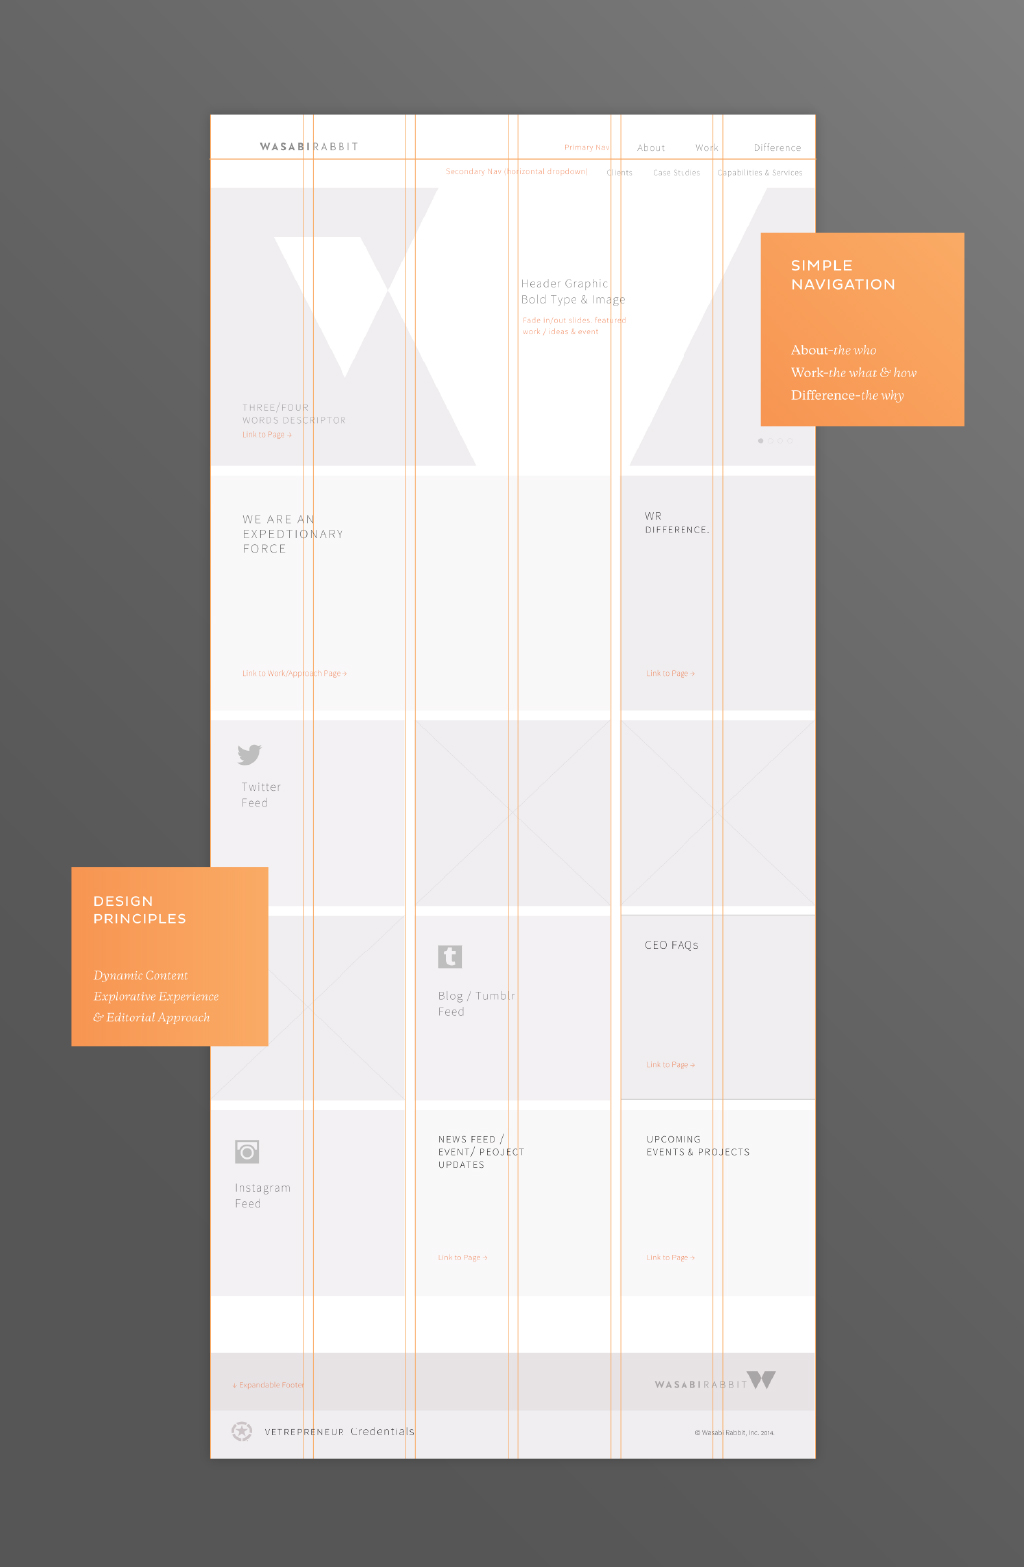 WASABIRABBIT
Primary Nav
About
Work
Difference
Secondary Nav (horizontal dropdown)
Clients
Case Studies
Capabilities & Services
SIMPLE
NAVIGATION
About-the who
Work-the what & how
Difference-the why
Header Graphic
Bold Type & Image
Fade in/out slides. featured
work / ideas & event
THREE/FOUR
WORDS DESCRIPTOR
Link to Page →
WE ARE AN
EXPEDTIONARY
FORCE
Link to Work/Approach Page →
WR
DIFFERENCE.
Link to Page →
Twitter
Feed
DESIGN
PRINCIPLES
Dynamic Content
Explorative Experience
& Editorial Approach
t
Blog / Tumblr
Feed
CEO FAQs
Link to Page →
Instagram
Feed
NEWS FEED /
EVENT/ PEOJECT
UPDATES
Link to Page →
UPCOMING
EVENTS & PROJECTS
Link to Page →
↓ Expandable Footer
WASABIRABBIT
VETREPRENEUR Credentials
© Wasabi Rabbit, Inc. 2014.